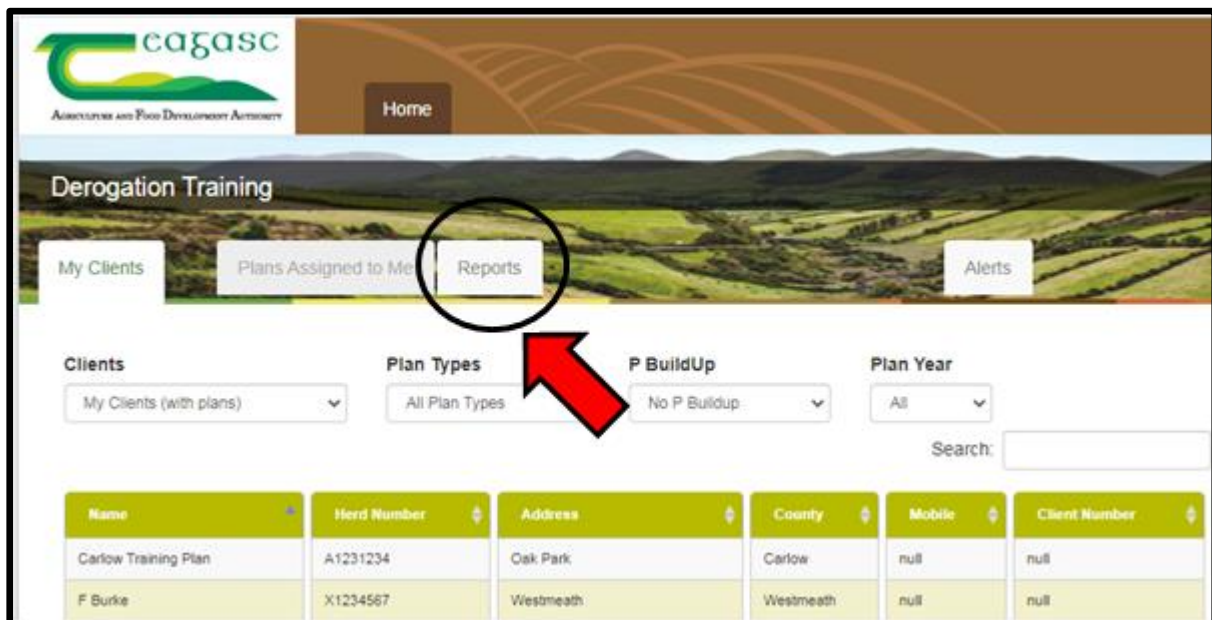 eagasc
AGRICULTURE AND FOOD DEVELOPMENT AUTHORITY
Home
Derogation Training
My Clients Plans Assigned to Me Reports Alerts
Clients Plan Types P BuildUp Plan Year
My Clients (with plans) All Plan Types No P Buildup All
Search:
Name Herd Number Address County Mobile Client Number
Carlow Training Plan A1231234 Oak Park Carlow null null
F Burke X1234567 Westmeath Westmeath null null